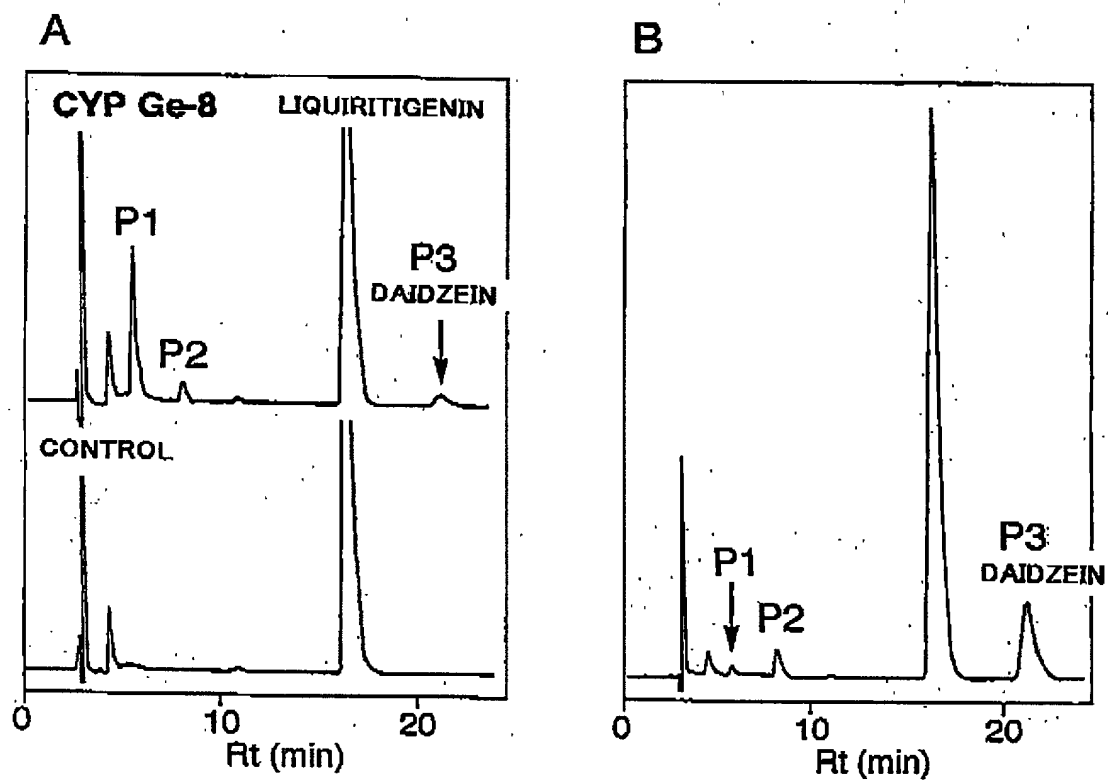 A
CYP Ge-8
LIQUIRITIGENIN
P1
P2
P3
DAIDZEIN
CONTROL
0 10 20
Rt (min)
B
P1
P2
P3
DAIDZEIN
0 10 20
Rt (min)